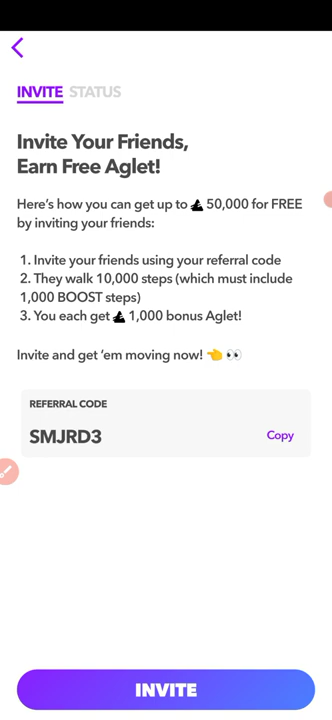 INVITE STATUS
Invite Your Friends,
Earn Free Aglet!
Here's how you can get up to 50,000 for FREE
by inviting your friends:
1. Invite your friends using your referral code
2. They walk 10,000 steps (which must include
1,000 BOOST steps)
3. You each get 1,000 bonus Aglet!
Invite and get 'em moving now! 👈 👀
REFERRAL CODE
SMJRD3 Copy
INVITE